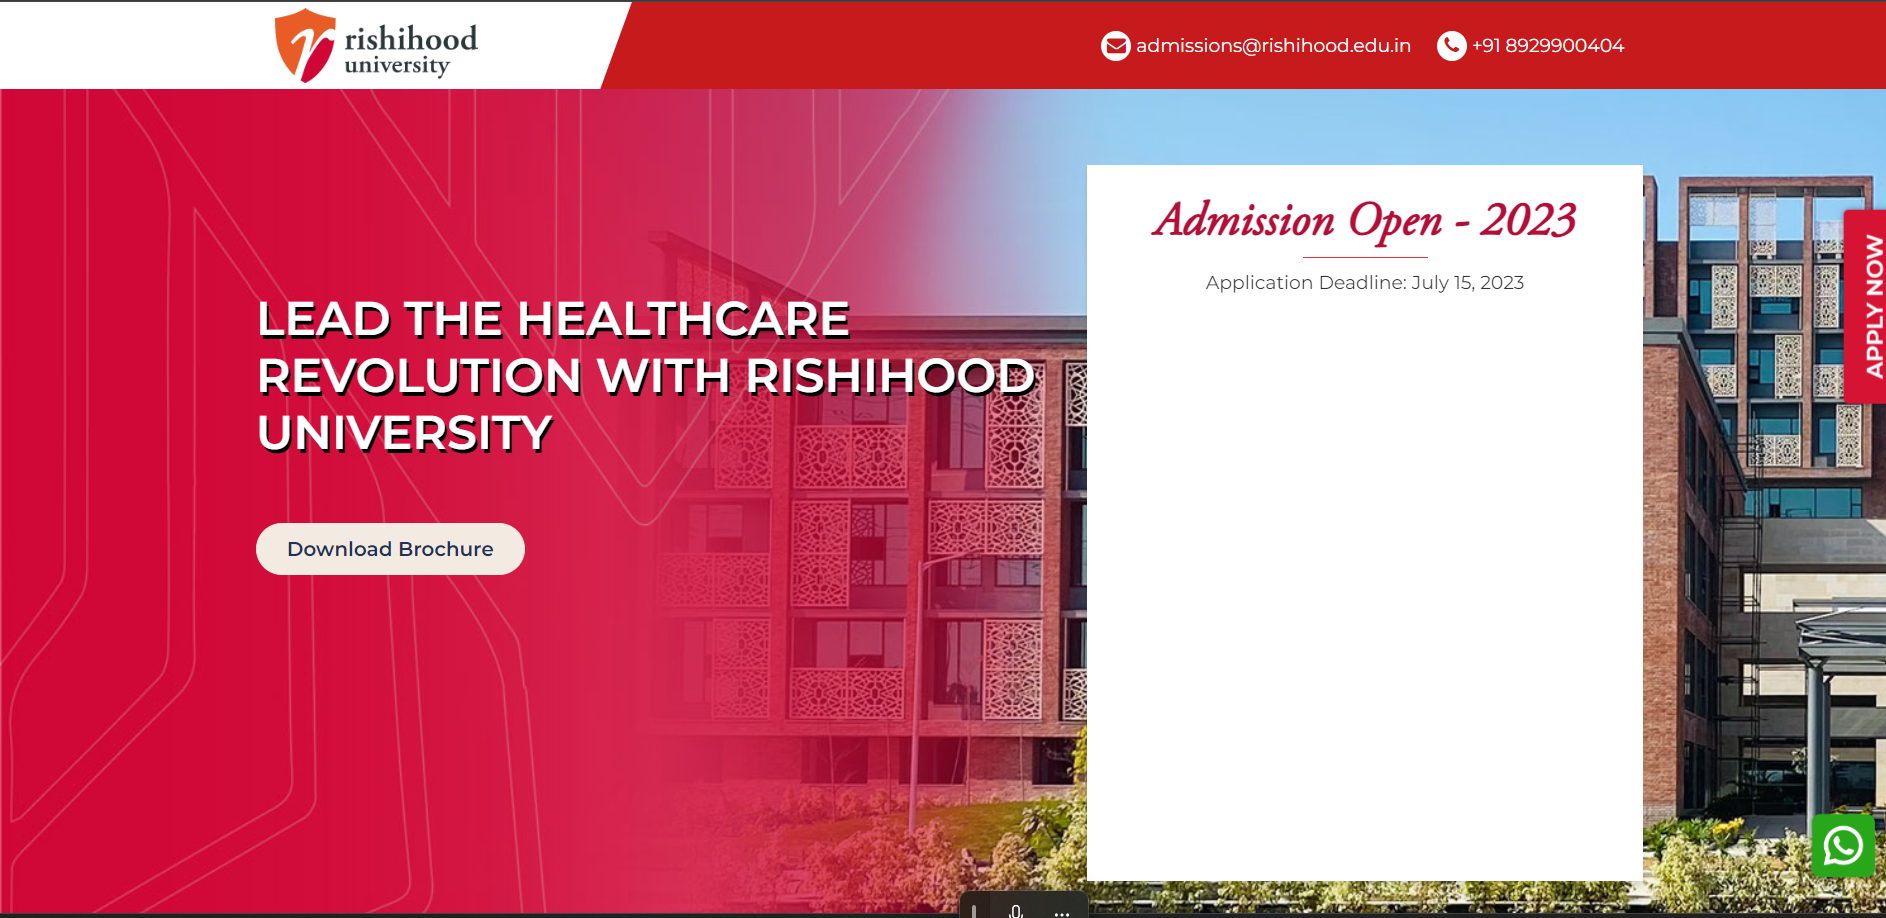 rishihood
university
admissions@rishihood.edu.in
+91 8929900404
Admission Open - 2023
Application Deadline: July 15, 2023
APPLY NOW
LEAD THE HEALTHCARE
REVOLUTION WITH RISHIHOOD
UNIVERSITY
Download Brochure